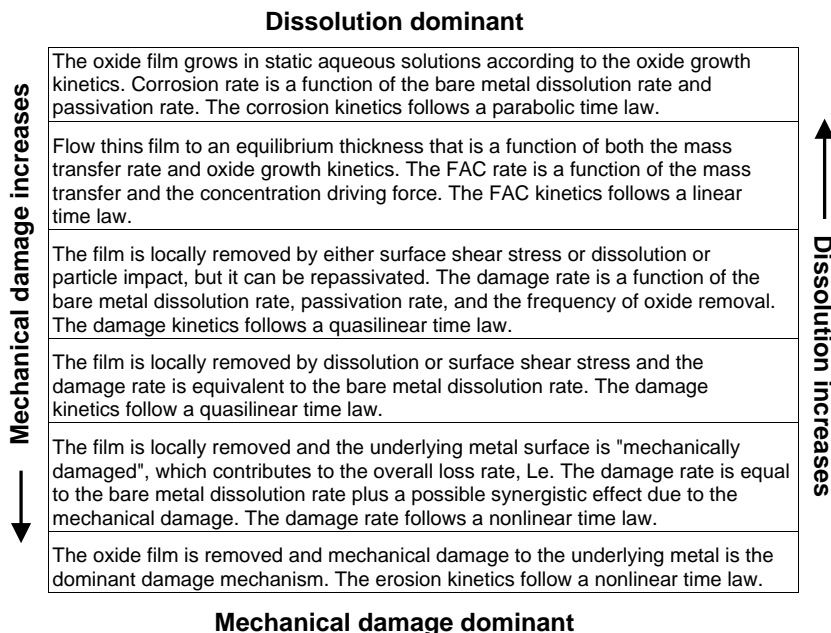 Dissolution dominant
Mechanical damage increases
The oxide film grows in static aqueous solutions according to the oxide growth
kinetics. Corrosion rate is a function of the bare metal dissolution rate and
passivation rate. The corrosion kinetics follows a parabolic time law.
Flow thins film to an equilibrium thickness that is a function of both the mass
transfer rate and oxide growth kinetics. The FAC rate is a function of the mass
transfer and the concentration driving force. The FAC kinetics follows a linear
time law.
The film is locally removed by either surface shear stress or dissolution or
particle impact, but it can be repassivated. The damage rate is a function of the
bare metal dissolution rate, passivation rate, and the frequency of oxide removal.
The damage kinetics follows a quasilinear time law.
The film is locally removed by dissolution or surface shear stress and the
damage rate is equivalent to the bare metal dissolution rate. The damage
kinetics follow a quasilinear time law.
The film is locally removed and the underlying metal surface is "mechanically
damaged", which contributes to the overall loss rate, Le. The damage rate is equal
to the bare metal dissolution rate plus a possible synergistic effect due to the
mechanical damage. The damage rate follows a nonlinear time law.
The oxide film is removed and mechanical damage to the underlying metal is the
dominant damage mechanism. The erosion kinetics follow a nonlinear time law.
Dissolution increases
Mechanical damage dominant